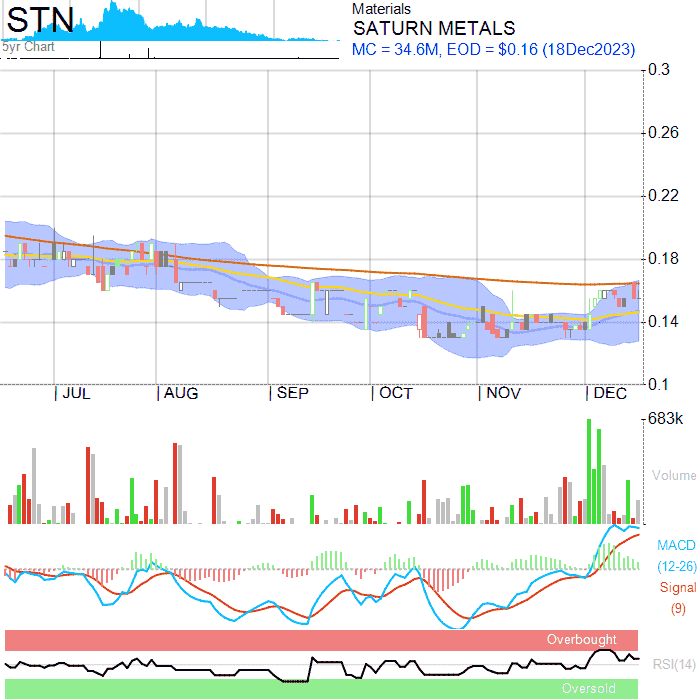 STN
5yr Chart
Materials
SATURN METALS
MC = 34.6M, EOD = $0.16 (18Dec2023)
0.3
0.26
0.22
0.18
0.14
0.1
JUL AUG SEP OCT NOV DEC
683k
Volume
MACD
(12-26)
Signal
(9)
Overbought
RSI(14)
Oversold